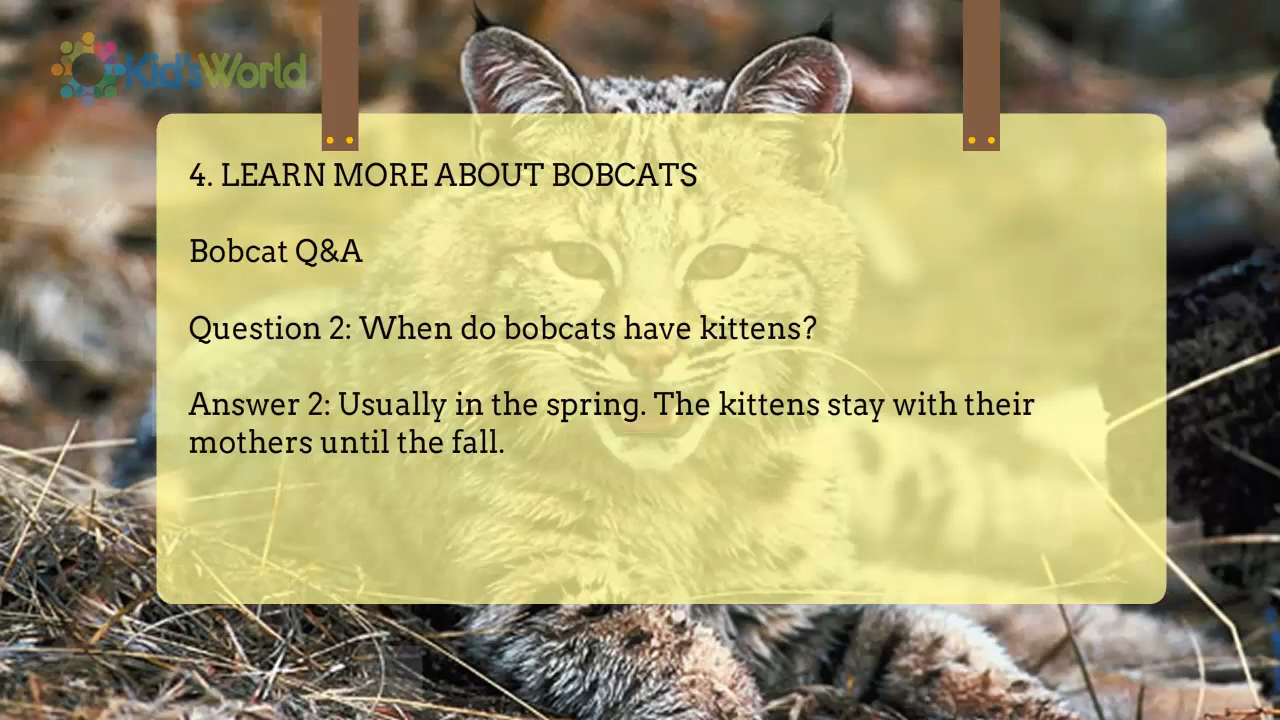 Kid'sWorld
4. LEARN MORE ABOUT BOBCATS
Bobcat Q&A
Question 2: When do bobcats have kittens?
Answer 2: Usually in the spring. The kittens stay with their
mothers until the fall.